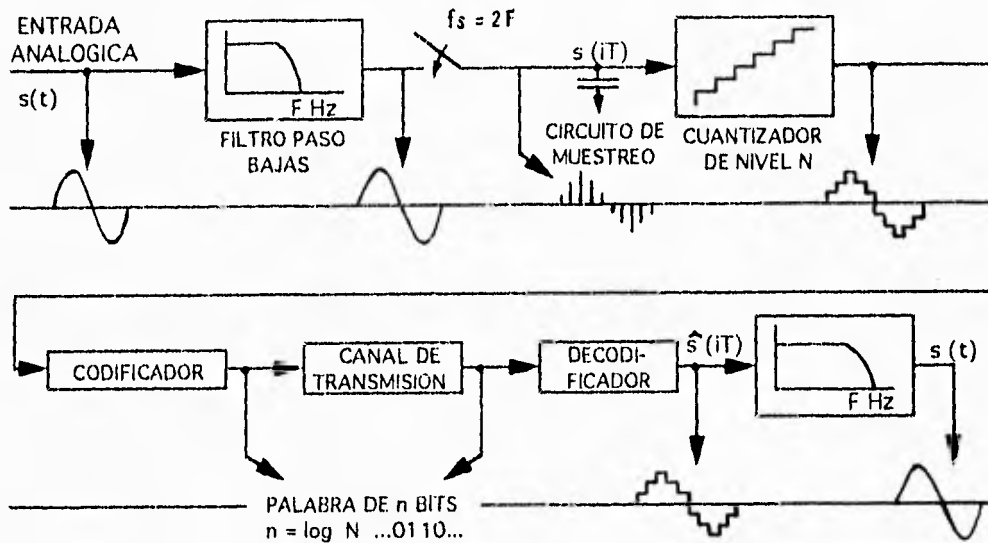 ENTRADA
ANALOGICA
s(t)
F Hz
FILTRO PASO
BAJAS
fs = 2F
s (iT)
CIRCUITO DE
MUESTREO
CUANTIZADOR
DE NIVEL N
CODIFICADOR
CANAL DE
TRANSMISION
DECODI-
FICADOR
ŝ (iT)
F Hz
s (t)
PALABRA DE n BITS
n = log N ...0110...